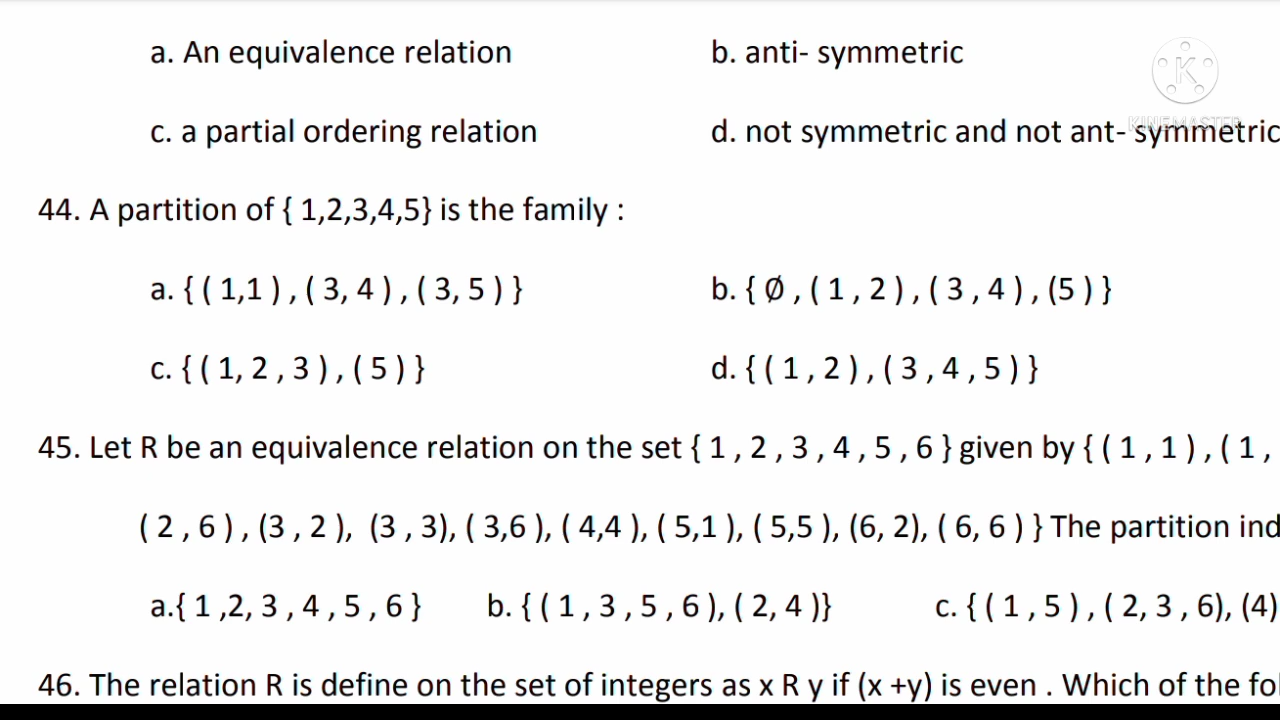 a. An equivalence relation b. anti- symmetric
K
KINEMASTER
c. a partial ordering relation d. not symmetric and not ant- symmetric
44. A partition of { 1,2,3,4,5} is the family :
a. { ( 1,1 ) , ( 3, 4 ) , ( 3, 5 ) } b. { Ø , ( 1 , 2 ) , ( 3 , 4 ) , (5 ) }
c. { ( 1, 2 , 3 ) , ( 5 ) } d. { ( 1 , 2 ) , ( 3 , 4 , 5 ) }
45. Let R be an equivalence relation on the set { 1 , 2 , 3 , 4 , 5 , 6 } given by { ( 1 , 1 ) , ( 1 ,
( 2 , 6 ) , (3 , 2 ), (3 , 3), ( 3,6 ), ( 4,4 ), ( 5,1 ), ( 5,5 ), (6, 2), ( 6, 6 ) } The partition ind
a.{ 1 ,2, 3 , 4 , 5 , 6 } b. { ( 1 , 3 , 5 , 6 ), ( 2, 4 )} c. { ( 1 , 5 ) , ( 2, 3 , 6), (4)
46. The relation R is define on the set of integers as x R y if (x +y) is even . Which of the fol